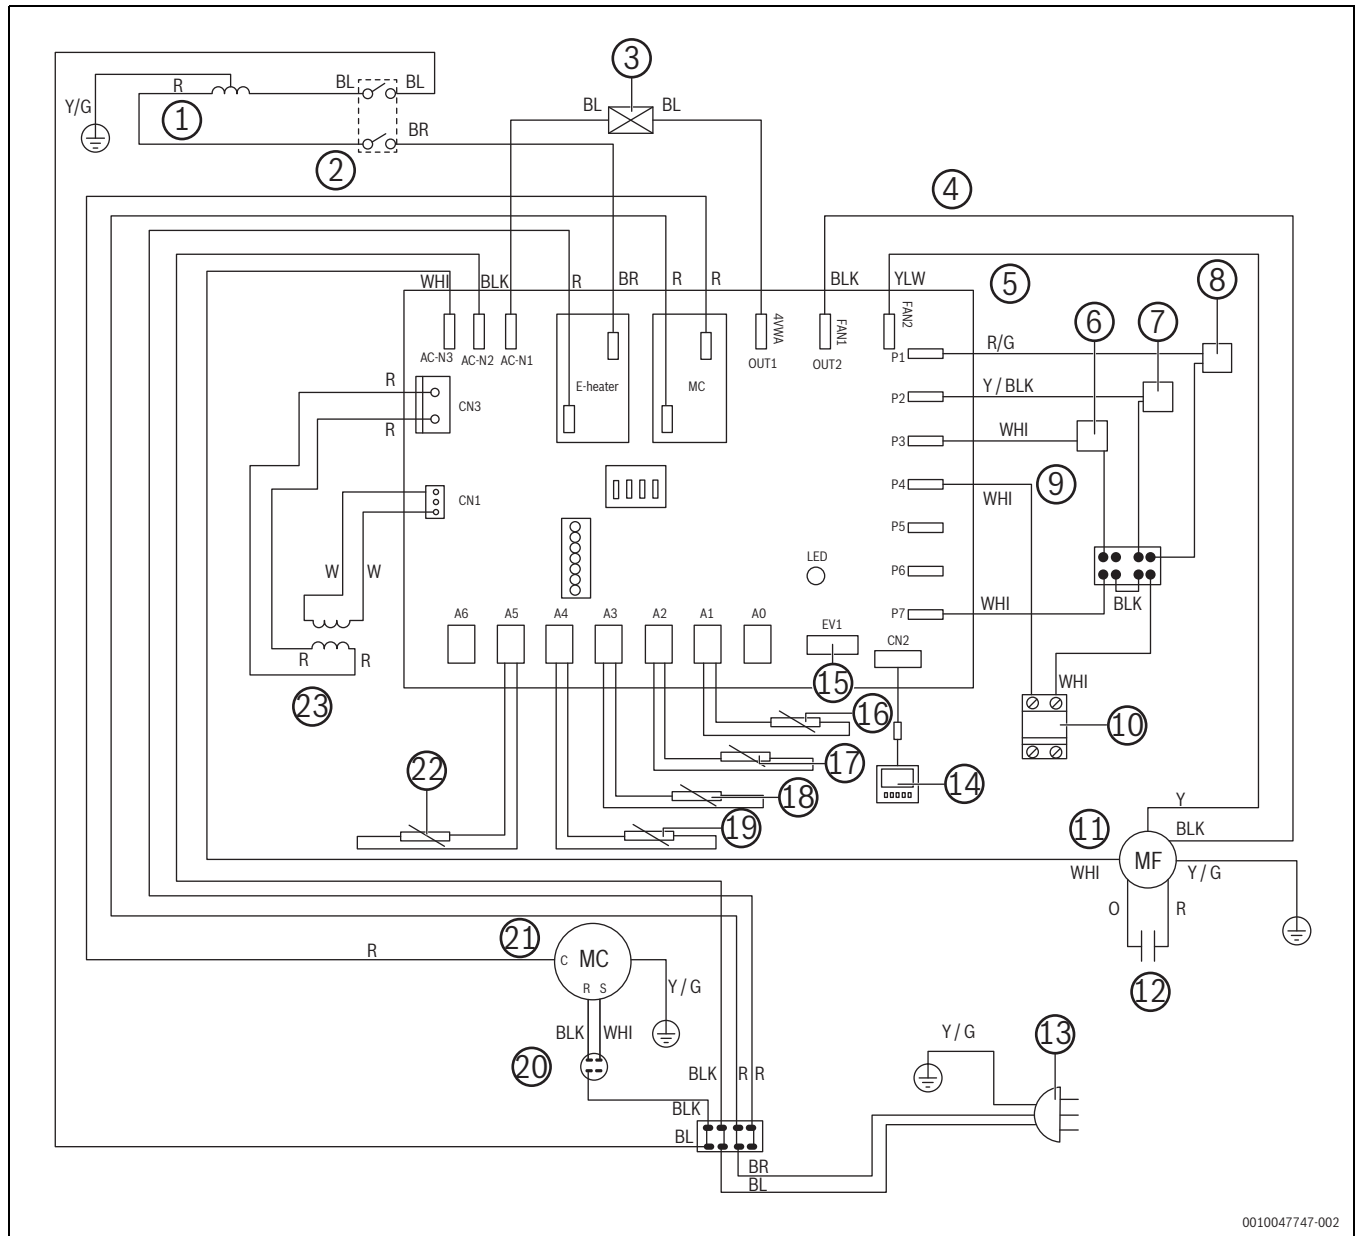 3
R
BL
BL
BL
BL
Y/G
1
BR
2
4
5
8
WHI
BLK
R
BR
R
R
BLK
YLW
6
7
4VWA
FAN1
FAN2
R/G
AC-N3
AC-N2
AC-N1
OUT1
OUT2
P1
R
CN3
E-heater
MC
Y / BLK
P2
R
WHI
P3
9
P4
WHI
CN1
P5
LED
W
W
P6
A6
A5
A4
A3
A2
A1
A0
EV1
CN2
P7
WHI
BLK
R
R
15
WHI
23
16
10
22
17
14
18
19
Y
11
BLK
MF
WHI
Y / G
O
R
21
R
C
MC
R S
Y / G
12
BLK
WHI
Y / G
13
20
BLK
R
R
BLK
BL
BR
BL
0010047747-002